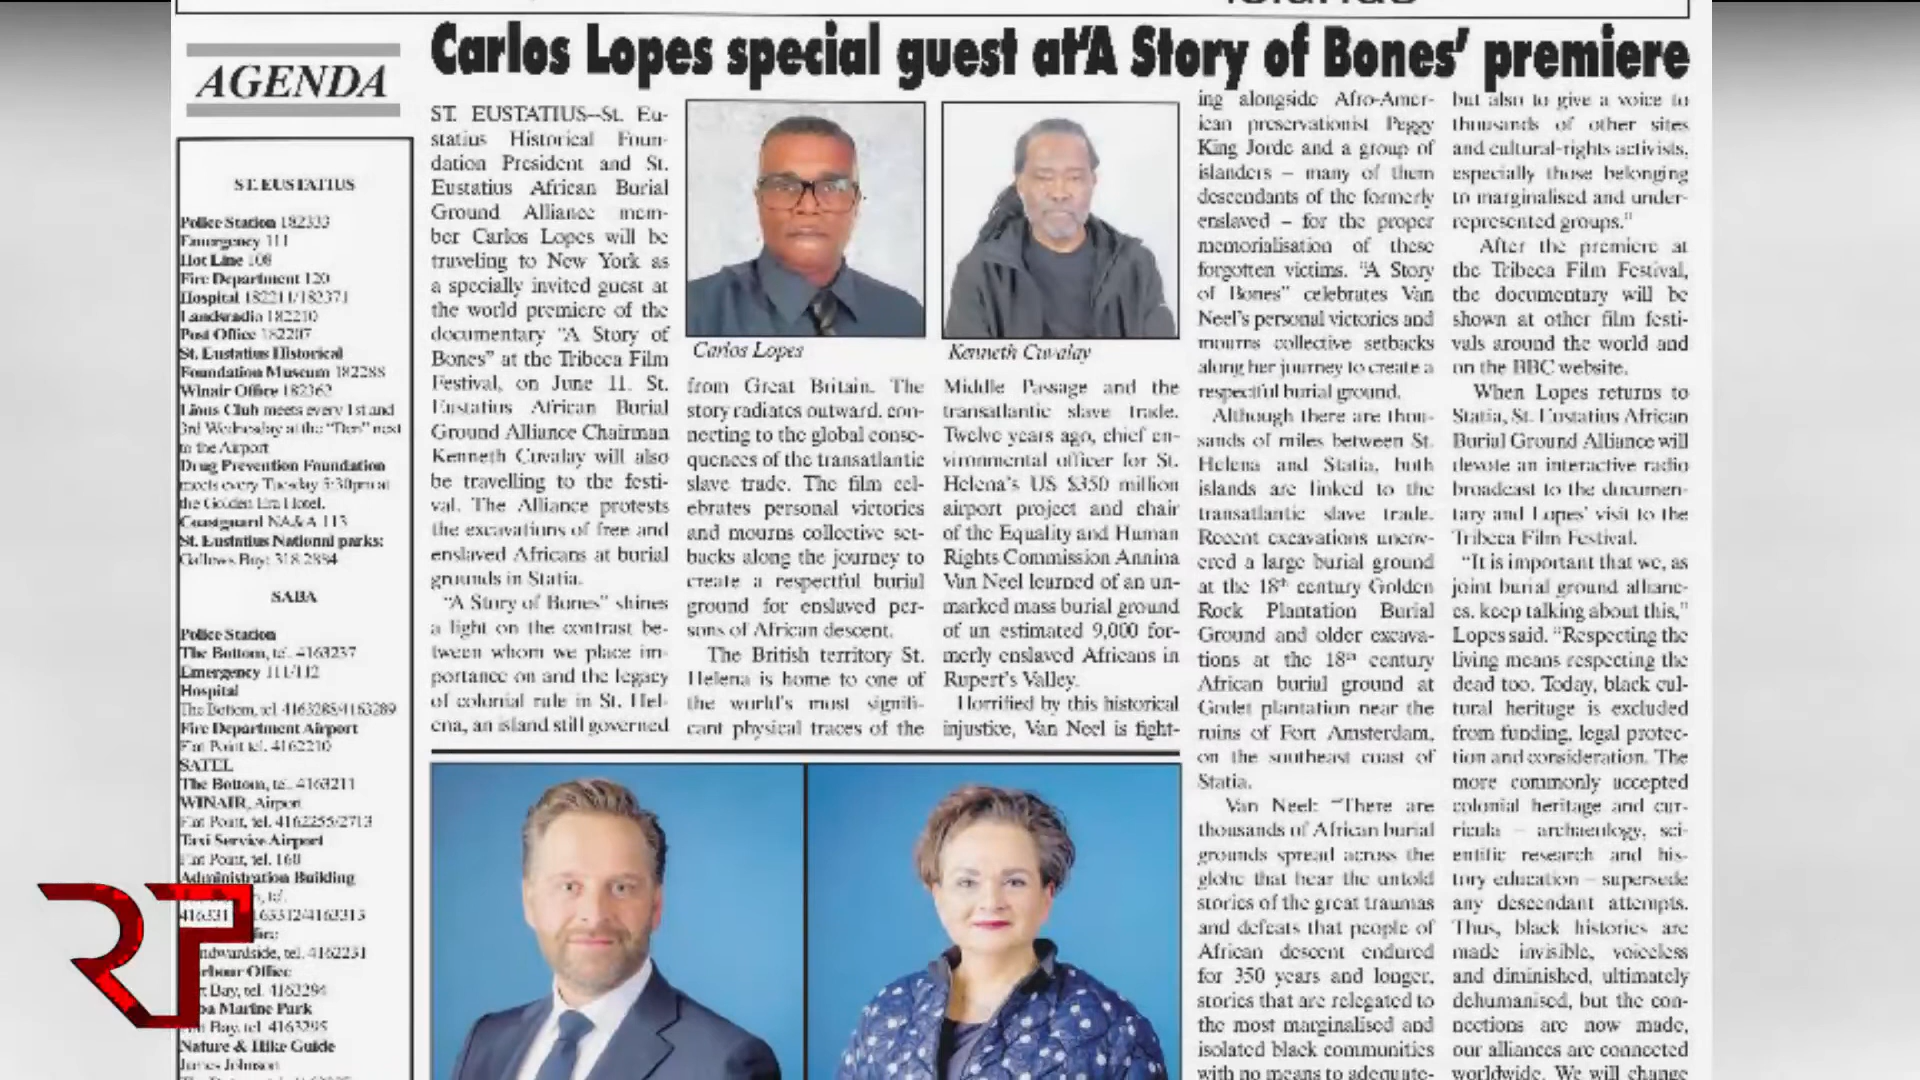 Carlos Lopes special guest at 'A Story of Bones' premiere
AGENDA
ST. EUSTATIUS
Police Station 182333
Emergency 111
Hot Line 108
Fire Department 120
Hospital 182211/182371
Landsradio 182210
Post Office 182207
St. Eustatius Historical
Foundation Museum 182288
Winair Office 182362
Lions Club meets every 1st and
3rd Wednesday at the "Den" next
to the Airport
Drug Prevention Foundation
meets every Tuesday 5:30pm at
the Golden Era Hotel.
Coastguard NA&A 113
St. Eustatius National parks:
Gallows Bay: 318 2884
SABA
Police Station
The Bottom, tel. 4163237
Emergency 111/112
Hospital
The Bottom, tel 4163288/4163289
Fire Department Airport
Flat Point tel. 4162210
SATEL
The Bottom, tel. 4163211
WINAIR, Airport
Flat Point, tel. 4162255/2713
Taxi Service Airport
Flat Point, tel. 160
Administration Building
163312/4163313
ndwardside, tel. 4162231
rbour Office
t Bay, tel. 4163294
ba Marine Park
Bay, tel. 4163295
Nature & Hike Guide
James Johnson
ST. EUSTATIUS--St. Eu-
statius Historical Foun-
dation President and St.
Eustatius African Burial
Ground Alliance mem-
ber Carlos Lopes will be
traveling to New York as
a specially invited guest at
the world premiere of the
documentary "A Story of
Bones" at the Tribeca Film
Festival, on June 11. St.
Eustatius African Burial
Ground Alliance Chairman
Kenneth Cuvalay will also
be travelling to the festi-
val. The Alliance protests
the excavations of free and
enslaved Africans at burial
grounds in Statia.
"A Story of Bones" shines
a light on the contrast be-
tween whom we place im-
portance on and the legacy
of colonial rule in St. Hel-
ena, an island still governed
Carlos Lopes
from Great Britain. The
story radiates outward, con-
necting to the global conse-
quences of the transatlantic
slave trade. The film cel-
ebrates personal victories
and mourns collective set-
backs along the journey to
create a respectful burial
ground for enslaved per-
sons of African descent.
The British territory St.
Helena is home to one of
the world's most signifi-
cant physical traces of the
Kenneth Cuvalay
Middle Passage and the
transatlantic slave trade.
Twelve years ago, chief en-
vironmental officer for St.
Helena's US $350 million
airport project and chair
of the Equality and Human
Rights Commission Annina
Van Neel learned of an un-
marked mass burial ground
of an estimated 9,000 for-
merly enslaved Africans in
Rupert's Valley.
Horrified by this historical
injustice, Van Neel is fight-
ing alongside Afro-Amer-
ican preservationist Peggy
King Jorde and a group of
islanders – many of them
descendants of the formerly
enslaved – for the proper
memorialisation of these
forgotten victims. "A Story
of Bones" celebrates Van
Neel's personal victories and
mourns collective setbacks
along her journey to create a
respectful burial ground.
Although there are thou-
sands of miles between St.
Helena and Statia, both
islands are linked to the
transatlantic slave trade.
Recent excavations uncov-
ered a large burial ground
at the 18th century Golden
Rock Plantation Burial
Ground and older excava-
tions at the 18th century
African burial ground at
Godet plantation near the
ruins of Fort Amsterdam,
on the southeast coast of
Statia.
Van Neel: "There are
thousands of African burial
grounds spread across the
globe that bear the untold
stories of the great traumas
and defeats that people of
African descent endured
for 350 years and longer,
stories that are relegated to
the most marginalised and
isolated black communities
with no means to adequate-
but also to give a voice to
thousands of other sites
and cultural-rights activists,
especially those belonging
to marginalised and under-
represented groups."
After the premiere at
the Tribeca Film Festival,
the documentary will be
shown at other film festi-
vals around the world and
on the BBC website.
When Lopes returns to
Statia, St. Eustatius African
Burial Ground Alliance will
devote an interactive radio
broadcast to the documen-
tary and Lopes' visit to the
Tribeca Film Festival.
"It is important that we, as
joint burial ground allianc-
es, keep talking about this,"
Lopes said. "Respecting the
living means respecting the
dead too. Today, black cul-
tural heritage is excluded
from funding, legal protec-
tion and consideration. The
more commonly accepted
colonial heritage and cur-
ricula – archaeology, sci-
entific research and his-
tory education – supersede
any descendant attempts.
Thus, black histories are
made invisible, voiceless
and diminished, ultimately
dehumanised, but the con-
nections are now made,
our alliances are connected
worldwide. We will change
RT